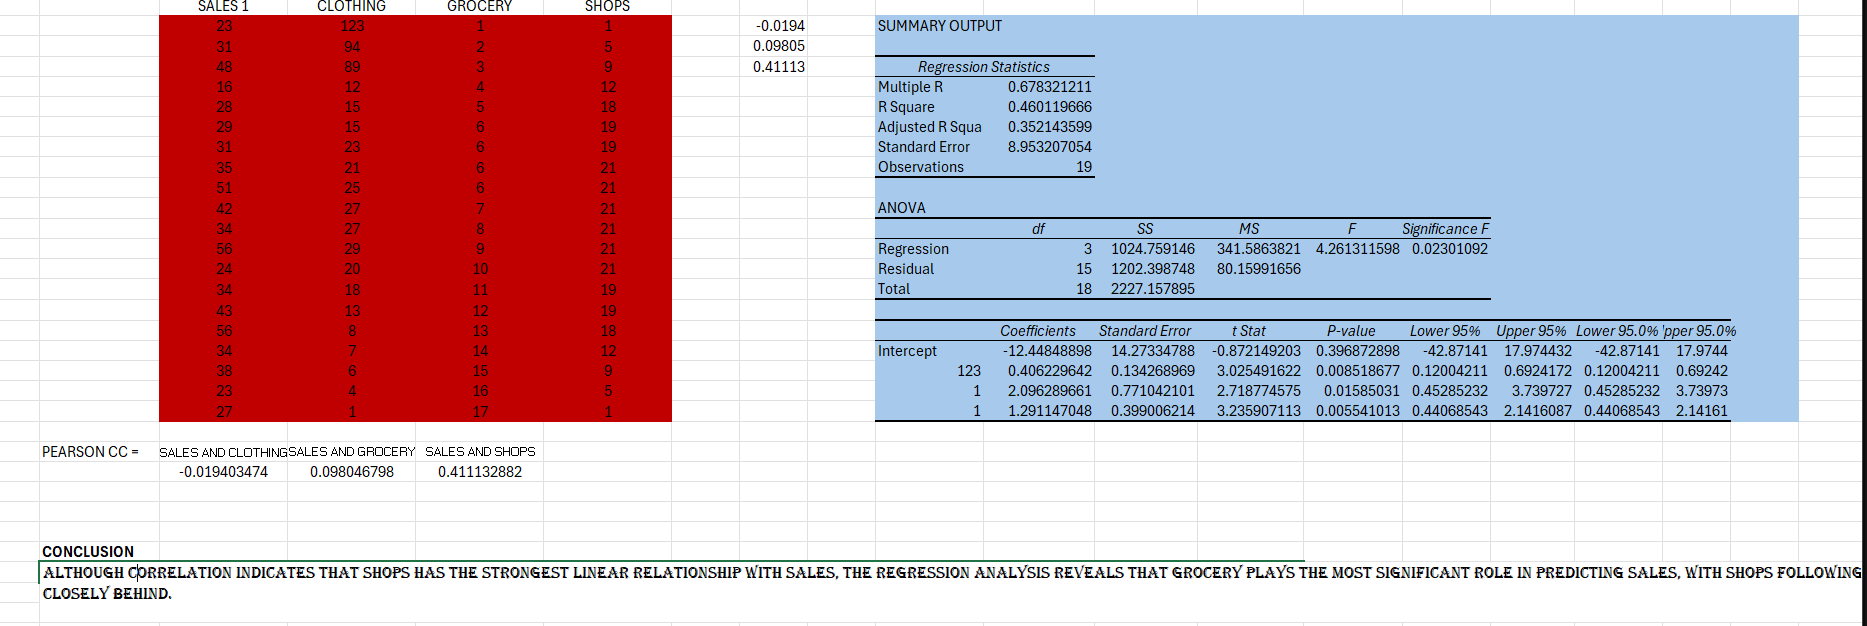 SALES 1 CLOTHING GROCERY SHOPS
23 123 1 1 -0.0194 SUMMARY OUTPUT
31 94 2 5 0.09805
48 89 3 9 0.41113 Regression Statistics
16 12 4 12 Multiple R 0.678321211
28 15 5 18 R Square 0.460119666
29 15 6 19 Adjusted R Squa 0.352143599
31 23 6 19 Standard Error 8.953207054
35 21 6 21 Observations 19
51 25 6 21
42 27 7 21 ANOVA
34 27 8 21 df SS MS F Significance F
56 29 9 21 Regression 3 1024.759146 341.5863821 4.261311598 0.02301092
24 20 10 21 Residual 15 1202.398748 80.15991656
34 18 11 19 Total 18 2227.157895
43 13 12 19
56 8 13 18 Coefficients Standard Error t Stat P-value Lower 95% Upper 95% Lower 95.0% 'pper 95.0%
34 7 14 12 Intercept -12.44848898 14.27334788 -0.872149203 0.396872898 -42.87141 17.974432 -42.87141 17.9744
38 6 15 9 123 0.406229642 0.134268969 3.025491622 0.008518677 0.12004211 0.6924172 0.12004211 0.69242
23 4 16 5 1 2.096289661 0.771042101 2.718774575 0.01585031 0.45285232 3.739727 0.45285232 3.73973
27 1 17 1 1 1.291147048 0.399006214 3.235907113 0.005541013 0.44068543 2.1416087 0.44068543 2.14161
PEARSON CC = SALES AND CLOTHING SALES AND GROCERY SALES AND SHOPS
-0.019403474 0.098046798 0.411132882
CONCLUSION
ALTHOUGH CORRELATION INDICATES THAT SHOPS HAS THE STRONGEST LINEAR RELATIONSHIP WITH SALES, THE REGRESSION ANALYSIS REVEALS THAT GROCERY PLAYS THE MOST SIGNIFICANT ROLE IN PREDICTING SALES, WITH SHOPS FOLLOWING
CLOSELY BEHIND.